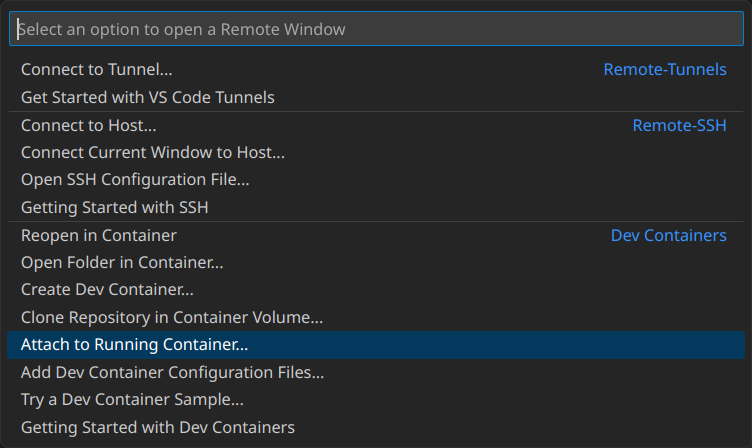 Select an option to open a Remote Window
Connect to Tunnel... Remote-Tunnels
Get Started with VS Code Tunnels
Connect to Host... Remote-SSH
Connect Current Window to Host...
Open SSH Configuration File...
Getting Started with SSH
Reopen in Container Dev Containers
Open Folder in Container...
Create Dev Container...
Clone Repository in Container Volume...
Attach to Running Container...
Add Dev Container Configuration Files...
Try a Dev Container Sample...
Getting Started with Dev Containers